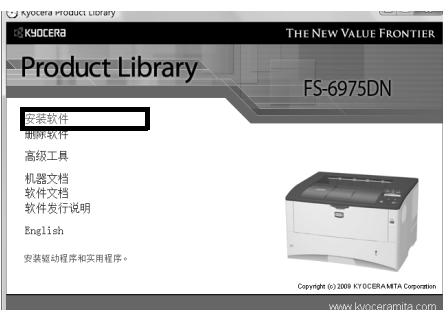 Kyocera Product Library
KYOCERA
THE NEW VALUE FRONTIER
Product Library
FS-6975DN
安装软件
删除软件
高级工具
机器文档
软件文档
软件发行说明
English
安装驱动程序和实用程序。
Copyright (c) 2009 KYOCERA MITA Corporation
www.kyoceramita.com